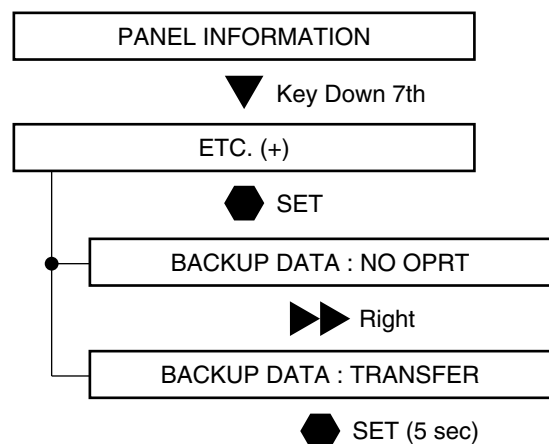 PANEL INFORMATION
Key Down 7th
ETC. (+)
SET
BACKUP DATA : NO OPRT
Right
BACKUP DATA : TRANSFER
SET (5 sec)